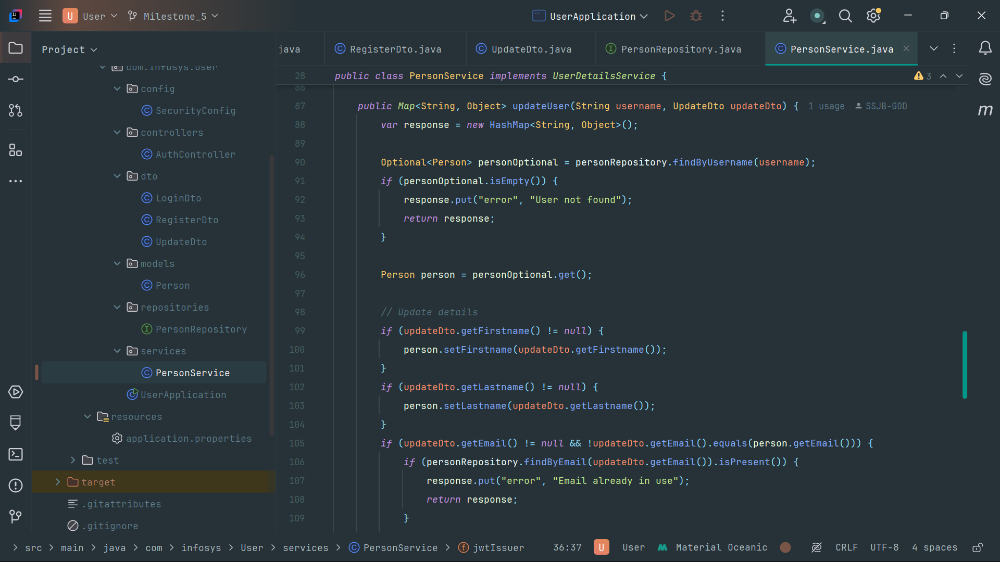 U User Milestone_5 UserApplication
Project
java RegisterDto.java UpdateDto.java PersonRepository.java PersonService.java
com.infosys.User
config
SecurityConfig
controllers
AuthController
dto
LoginDto
RegisterDto
UpdateDto
models
Person
repositories
PersonRepository
services
PersonService
UserApplication
resources
application.properties
test
target
.gitattributes
.gitignore
28 public class PersonService implements UserDetailsService { 3
86
87 public Map<String, Object> updateUser(String username, UpdateDto updateDto) { 1 usage SSJB-GOD
88 var response = new HashMap<String, Object>();
89
90 Optional<Person> personOptional = personRepository.findByUsername(username);
91 if (personOptional.isEmpty()) {
92 response.put("error", "User not found");
93 return response;
94 }
95
96 Person person = personOptional.get();
97
98 // Update details
99 if (updateDto.getFirstname() != null) {
100 person.setFirstname(updateDto.getFirstname());
101 }
102 if (updateDto.getLastname() != null) {
103 person.setLastname(updateDto.getLastname());
104 }
105 if (updateDto.getEmail() != null && !updateDto.getEmail().equals(person.getEmail())) {
106 if (personRepository.findByEmail(updateDto.getEmail()).isPresent()) {
107 response.put("error", "Email already in use");
108 return response;
109 }
> src > main > java > com > infosys > User > services > PersonService > jwtIssuer 36:37 U User Material Oceanic CRLF UTF-8 4 spaces